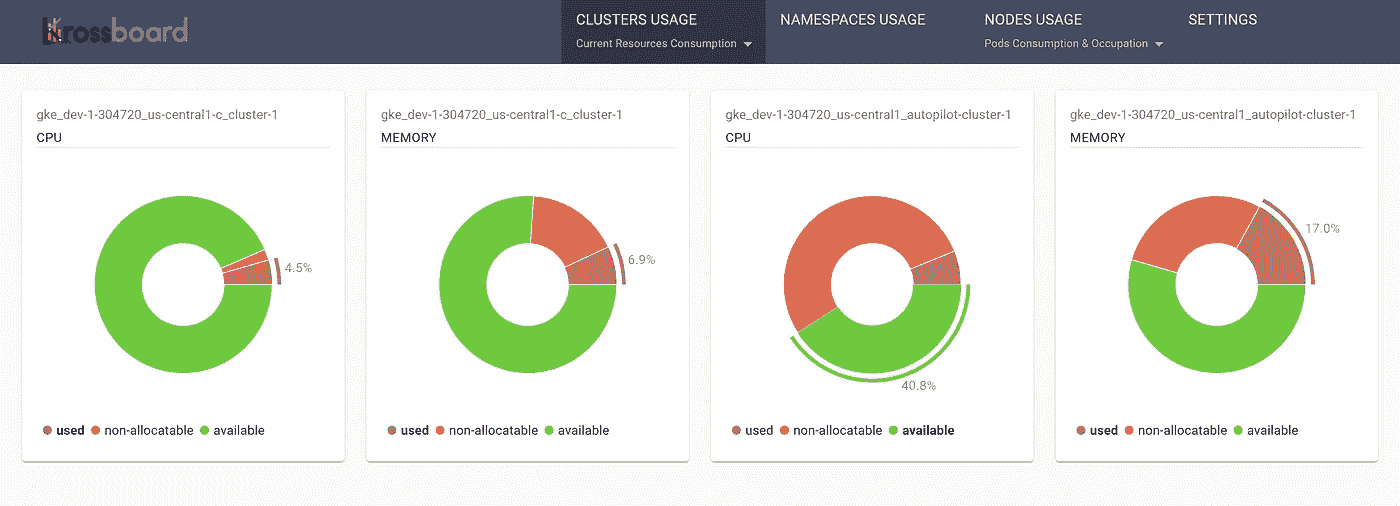 Krossboard
CLUSTERS USAGE
Current Resources Consumption
NAMESPACES USAGE
NODES USAGE
Pods Consumption & Occupation
SETTINGS
gke_dev-1-304720_us-central1-c_cluster-1
CPU
4.5%
used non-allocatable available
gke_dev-1-304720_us-central1-c_cluster-1
MEMORY
6.9%
used non-allocatable available
gke_dev-1-304720_us-central1_autopilot-cluster-1
CPU
40.8%
used non-allocatable available
gke_dev-1-304720_us-central1_autopilot-cluster-1
MEMORY
17.0%
used non-allocatable available